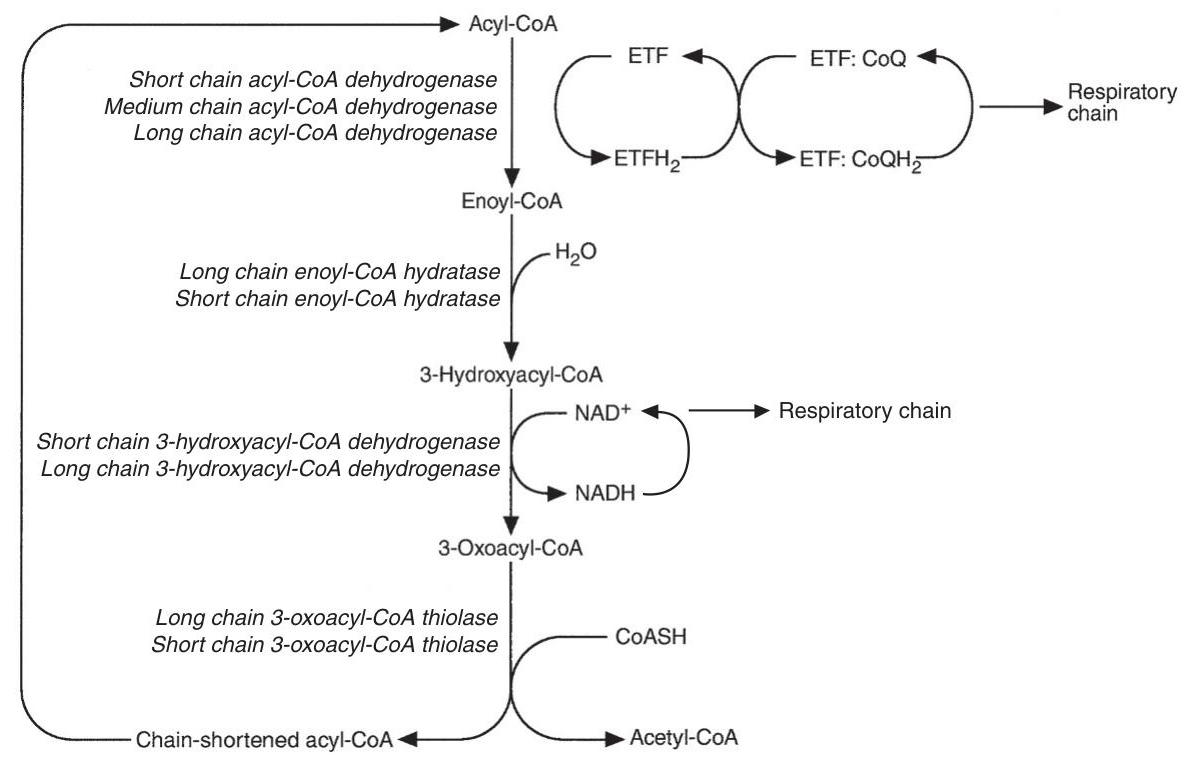 Acyl-CoA
Short chain acyl-CoA dehydrogenase
Medium chain acyl-CoA dehydrogenase
Long chain acyl-CoA dehydrogenase
ETF
ETF: CoQ
Respiratory
chain
ETFH₂
ETF: CoQH₂
Enoyl-CoA
H₂O
Long chain enoyl-CoA hydratase
Short chain enoyl-CoA hydratase
3-Hydroxyacyl-CoA
NAD⁺
Respiratory chain
Short chain 3-hydroxyacyl-CoA dehydrogenase
Long chain 3-hydroxyacyl-CoA dehydrogenase
NADH
3-Oxoacyl-CoA
Long chain 3-oxoacyl-CoA thiolase
Short chain 3-oxoacyl-CoA thiolase
CoASH
Chain-shortened acyl-CoA
Acetyl-CoA